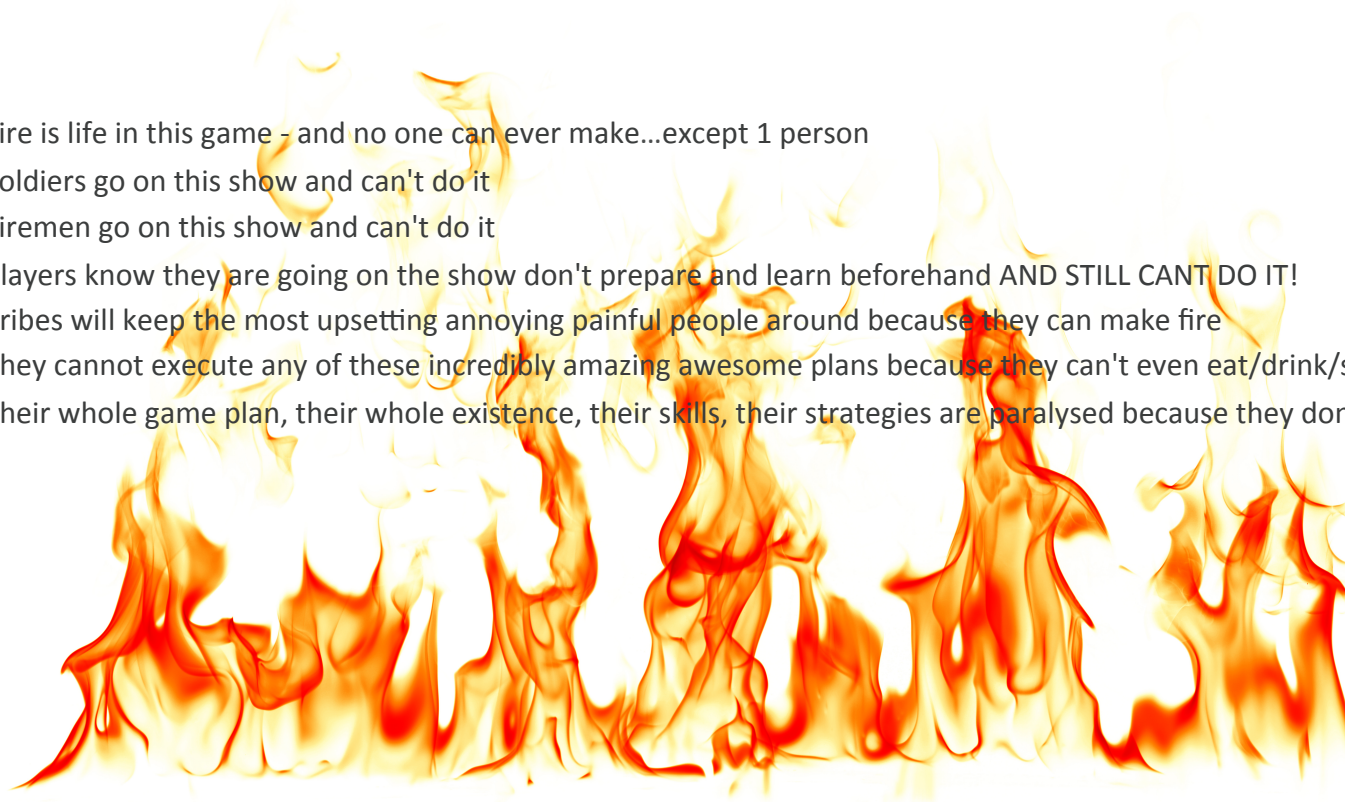 ire is life in this game - and no one can ever make...except 1 person
oldiers go on this show and can't do it
iremen go on this show and can't do it
layers know they are going on the show don't prepare and learn beforehand AND STILL CANT DO IT!
ribes will keep the most upsetting annoying painful people around because they can make fire
hey cannot execute any of these incredibly amazing awesome plans because they can't even eat/drink/s
heir whole game plan, their whole existence, their skills, their strategies are paralysed because they don